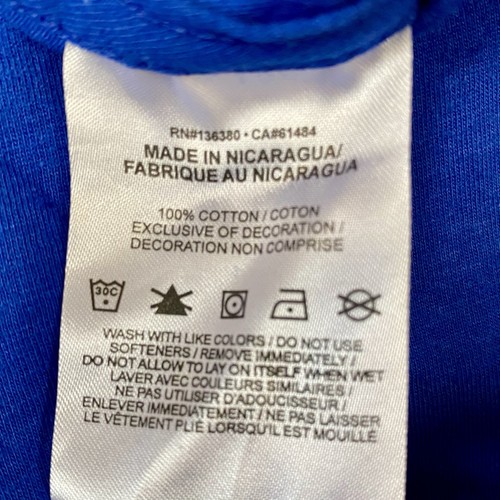 RN#136380 • CA#61484
MADE IN NICARAGUA/
FABRIQUE AU NICARAGUA
100% COTTON / COTON
EXCLUSIVE OF DECORATION /
DECORATION NON COMPRISE
30C
WASH WITH LIKE COLORS / DO NOT USE
SOFTENERS / REMOVE IMMEDIATELY /
DO NOT ALLOW TO LAY ON ITSELF WHEN WET
LAVER AVEC COULEURS SIMILAIRES /
NE PAS UTILISER D'ADOUCISSEUR /
ENLEVER IMMÉDIATEMENT / NE PAS LAISSER
LE VÊTEMENT PLIÉ LORSQU'IL EST MOUILLÉ